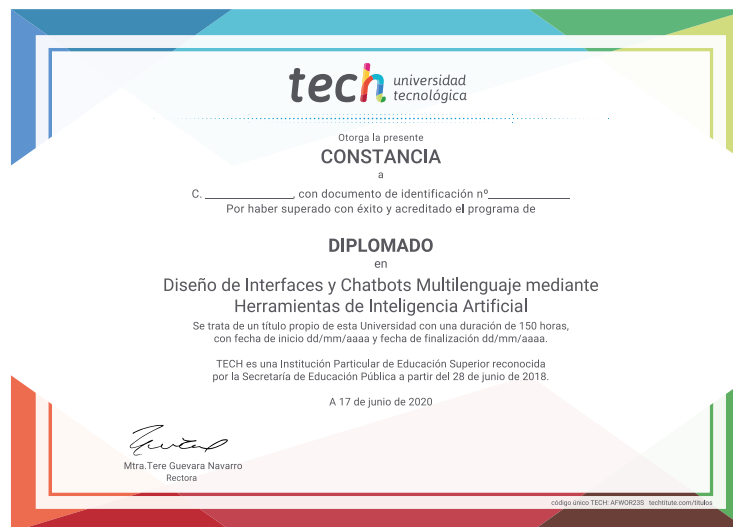 tech universidad
tecnológica
Otorga la presente
CONSTANCIA
a
C. ______________, con documento de identificación nº______________
Por haber superado con éxito y acreditado el programa de
DIPLOMADO
en
Diseño de Interfaces y Chatbots Multilenguaje mediante
Herramientas de Inteligencia Artificial
Se trata de un título propio de esta Universidad con una duración de 150 horas,
con fecha de inicio dd/mm/aaaa y fecha de finalización dd/mm/aaaa.
TECH es una Institución Particular de Educación Superior reconocida
por la Secretaría de Educación Pública a partir del 28 de junio de 2018.
A 17 de junio de 2020
Mtra.Tere Guevara Navarro
Rectora
código único TECH: AFWOR23S techtitute.com/titulos